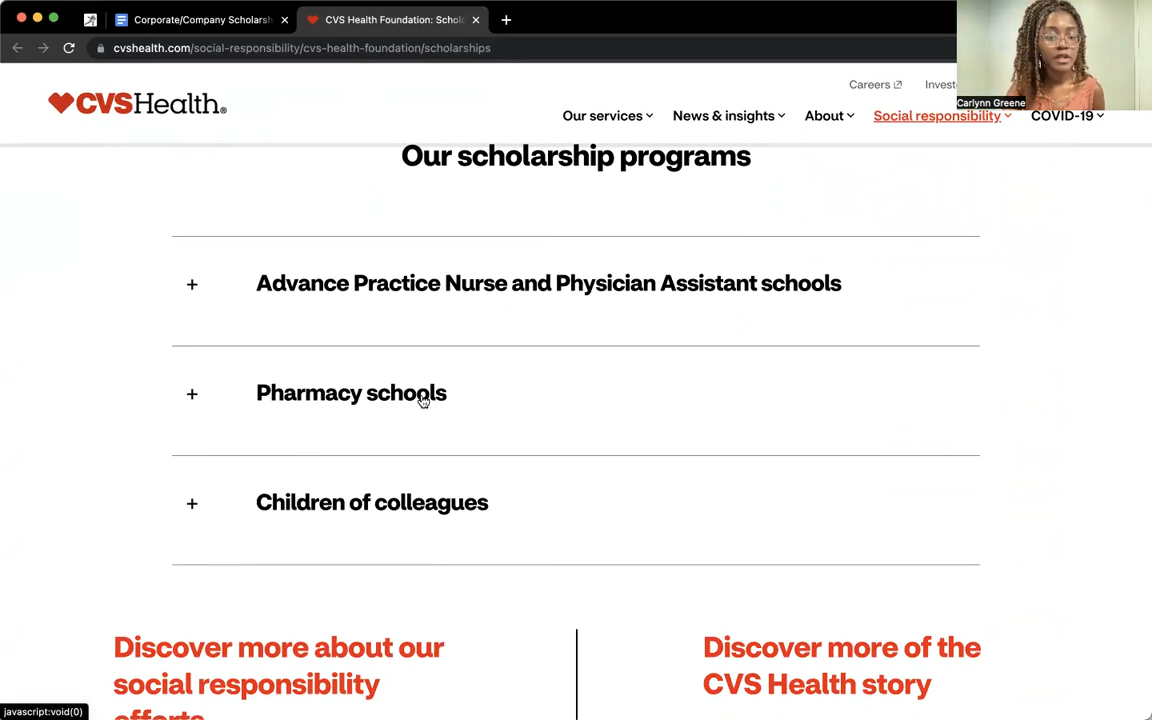 Corporate/Company Scholarsh
CVS Health Foundation: Schol
cvshealth.com/social-responsibility/cvs-health-foundation/scholarships
Careers
Invest
Carlynn Greene
CVSHealth
Our services
News & insights
About
Social responsibility
COVID-19
Our scholarship programs
+ Advance Practice Nurse and Physician Assistant schools
+ Pharmacy schools
+ Children of colleagues
Discover more about our
social responsibility
efforts
Discover more of the
CVS Health story
javascript:void(0)